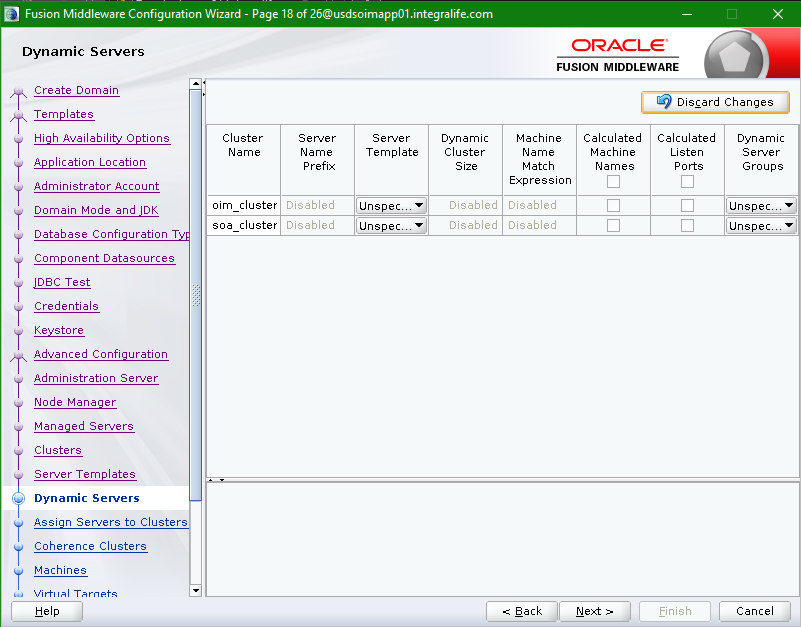 Fusion Middleware Configuration Wizard - Page 18 of 26@usdsoimapp01.integralife.com
Dynamic Servers
ORACLE
FUSION MIDDLEWARE
Create Domain
Templates
High Availability Options
Application Location
Administrator Account
Domain Mode and JDK
Database Configuration Typ
Component Datasources
JDBC Test
Credentials
Keystore
Advanced Configuration
Administration Server
Node Manager
Managed Servers
Clusters
Server Templates
Dynamic Servers
Assign Servers to Clusters
Coherence Clusters
Machines
Virtual Targets
Discard Changes
Cluster Name
Server Name Prefix
Server Template
Dynamic Cluster Size
Machine Name Match Expression
Calculated Machine Names
Calculated Listen Ports
Dynamic Server Groups
oim_cluster Disabled Unspec... Disabled Disabled Unspec...
soa_cluster Disabled Unspec... Disabled Disabled Unspec...
Help < Back Next > Finish Cancel